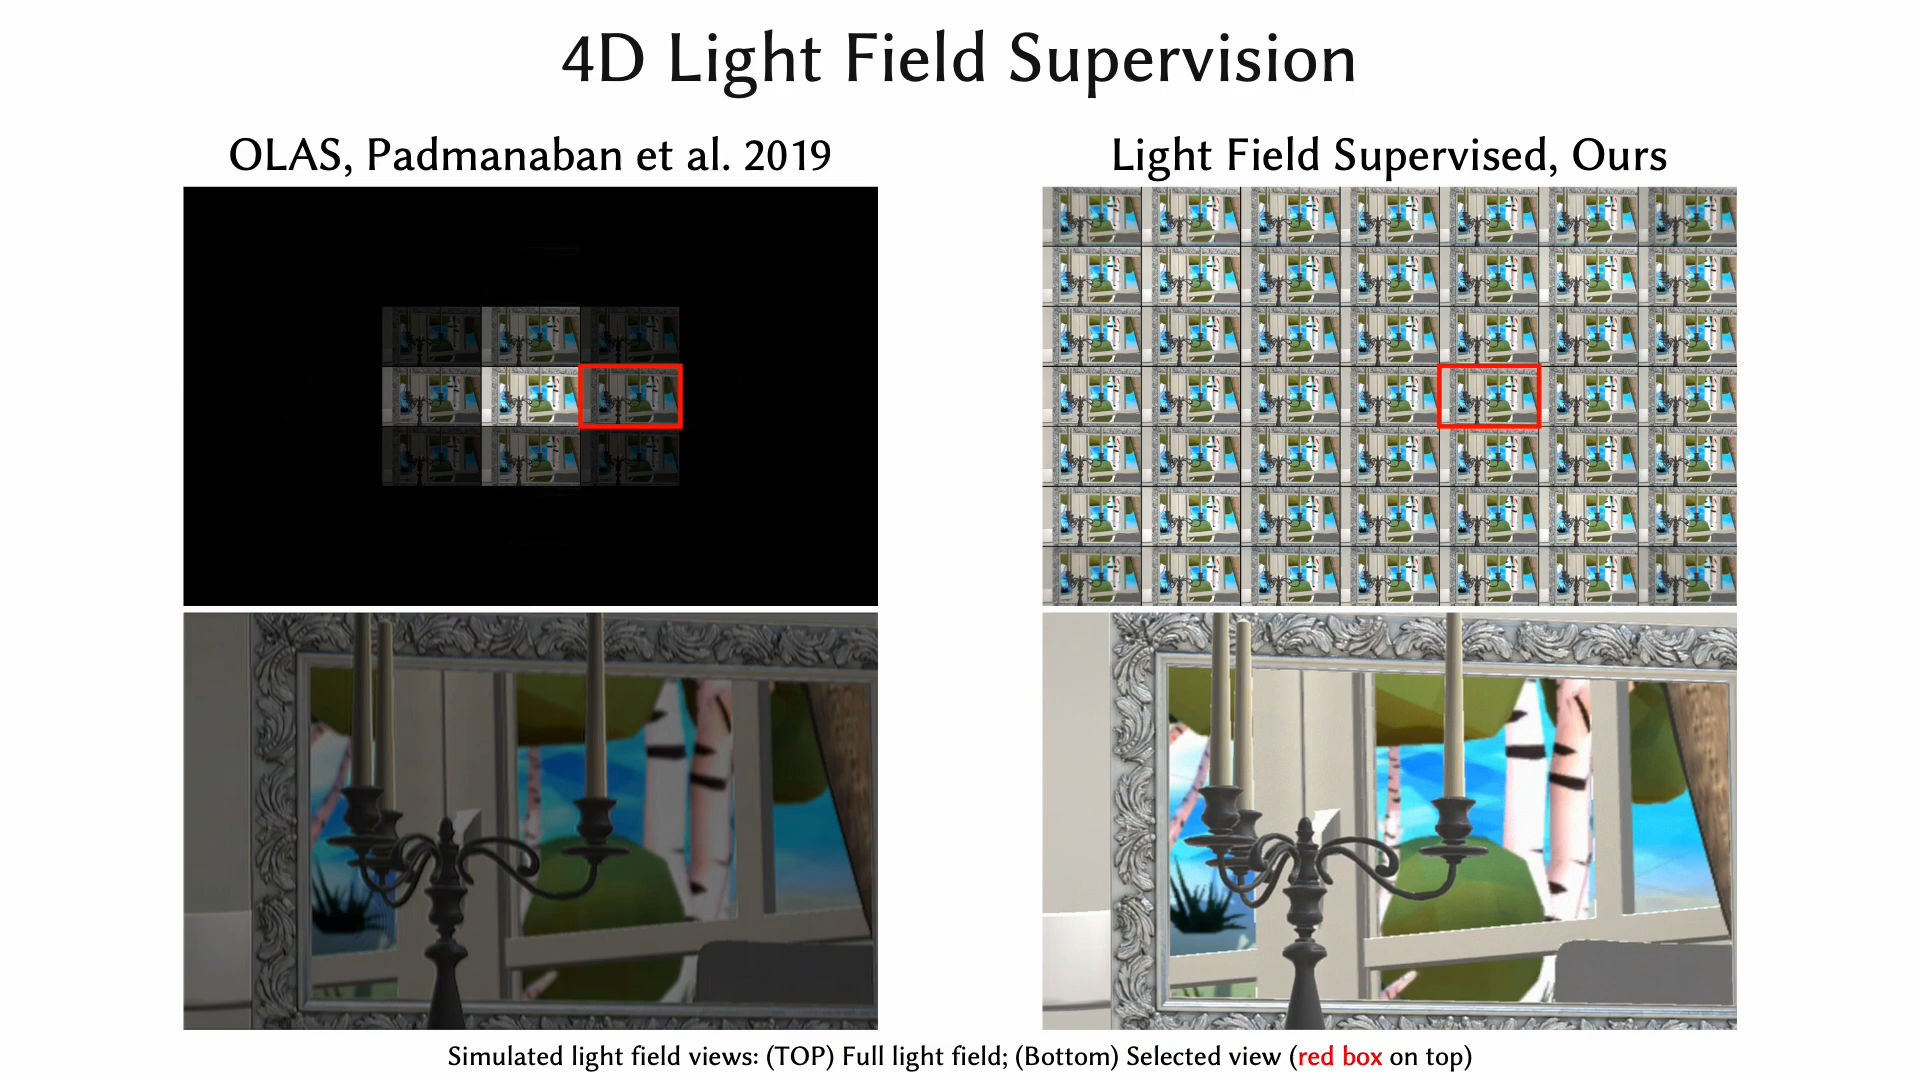 4D Light Field Supervision
OLAS, Padmanaban et al. 2019
Light Field Supervised, Ours
Simulated light field views: (TOP) Full light field; (Bottom) Selected view (red box on top)